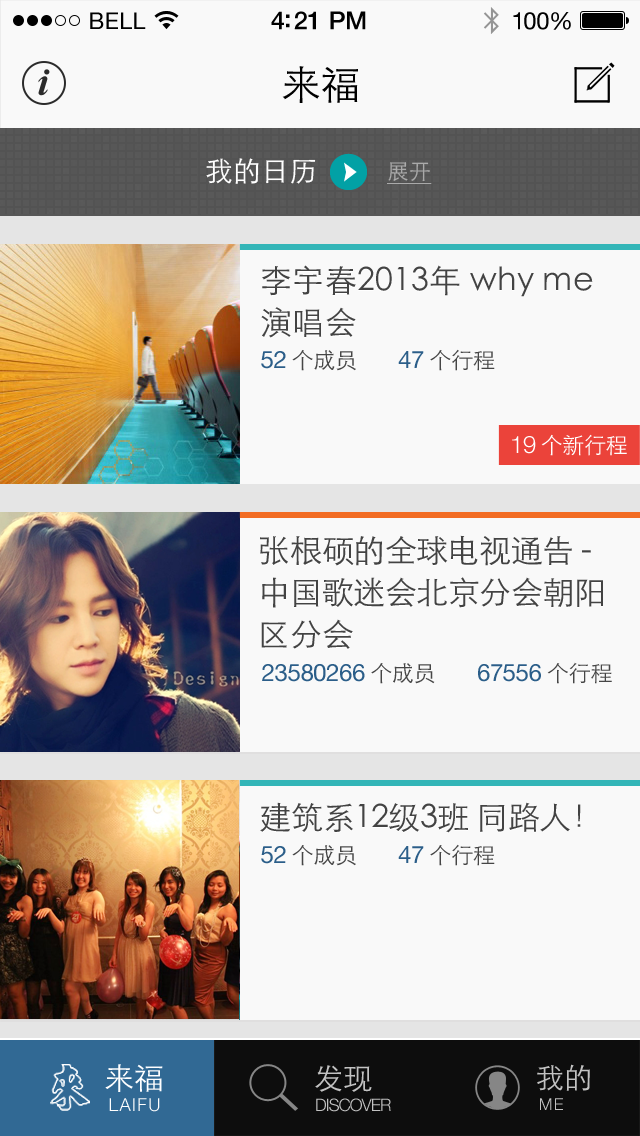 BELL 4:21 PM 100%
来福
我的日历 展开
李宇春2013年 why me
演唱会
52 个成员 47 个行程
19 个新行程
张根硕的全球电视通告 -
中国歌迷会北京分会朝阳
区分会
23580266 个成员 67556 个行程
Design
建筑系12级3班 同路人!
52 个成员 47 个行程
来福 发现 我的
LAIFU DISCOVER ME